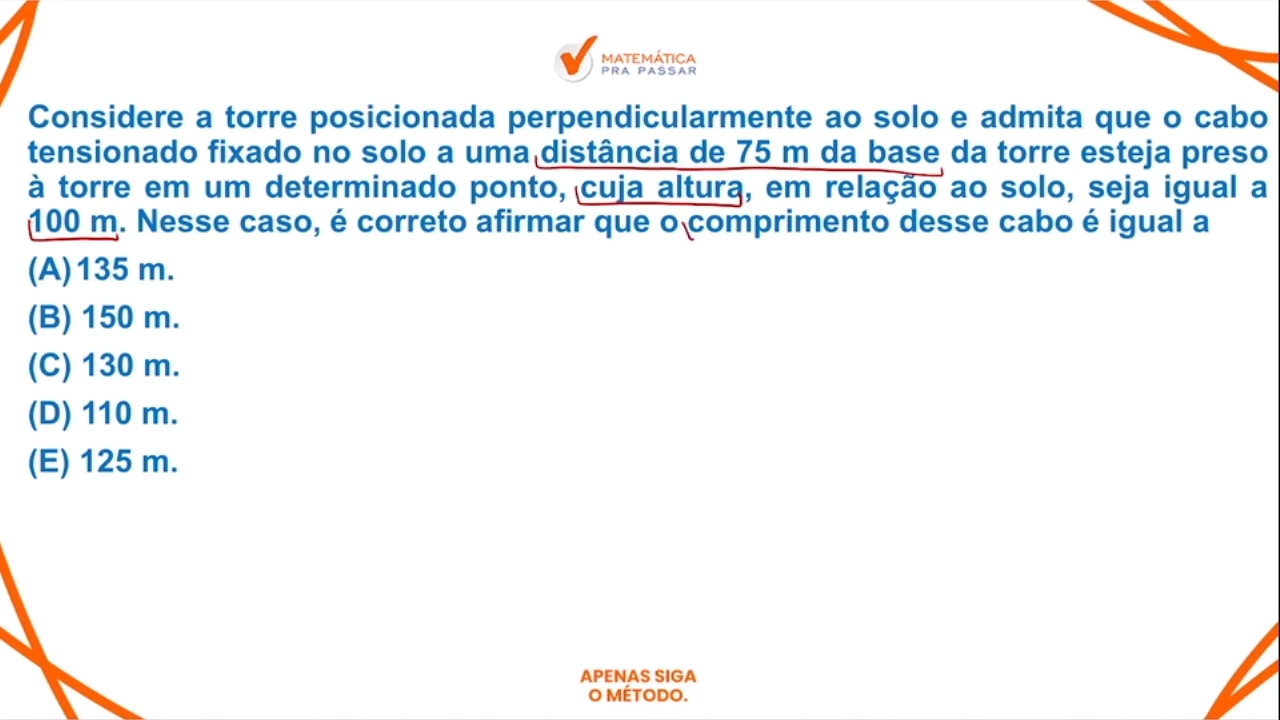 MATEMÁTICA
PRA PASSAR
Considere a torre posicionada perpendicularmente ao solo e admita que o cabo
tensionado fixado no solo a uma distância de 75 m da base da torre esteja preso
à torre em um determinado ponto, cuja altura, em relação ao solo, seja igual a
100 m. Nesse caso, é correto afirmar que o comprimento desse cabo é igual a
(A) 135 m.
(B) 150 m.
(C) 130 m.
(D) 110 m.
(E) 125 m.
APENAS SIGA
O MÉTODO.